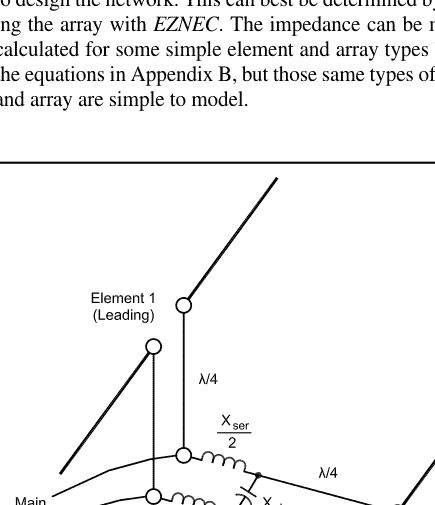 to design the network. This can best be determined by
ing the array with EZNEC. The impedance can be
calculated for some simple element and array types
he equations in Appendix B, but those same types of
and array are simple to model.
Element 1
(Leading)
λ/4
Xser
2
λ/4
Main
X